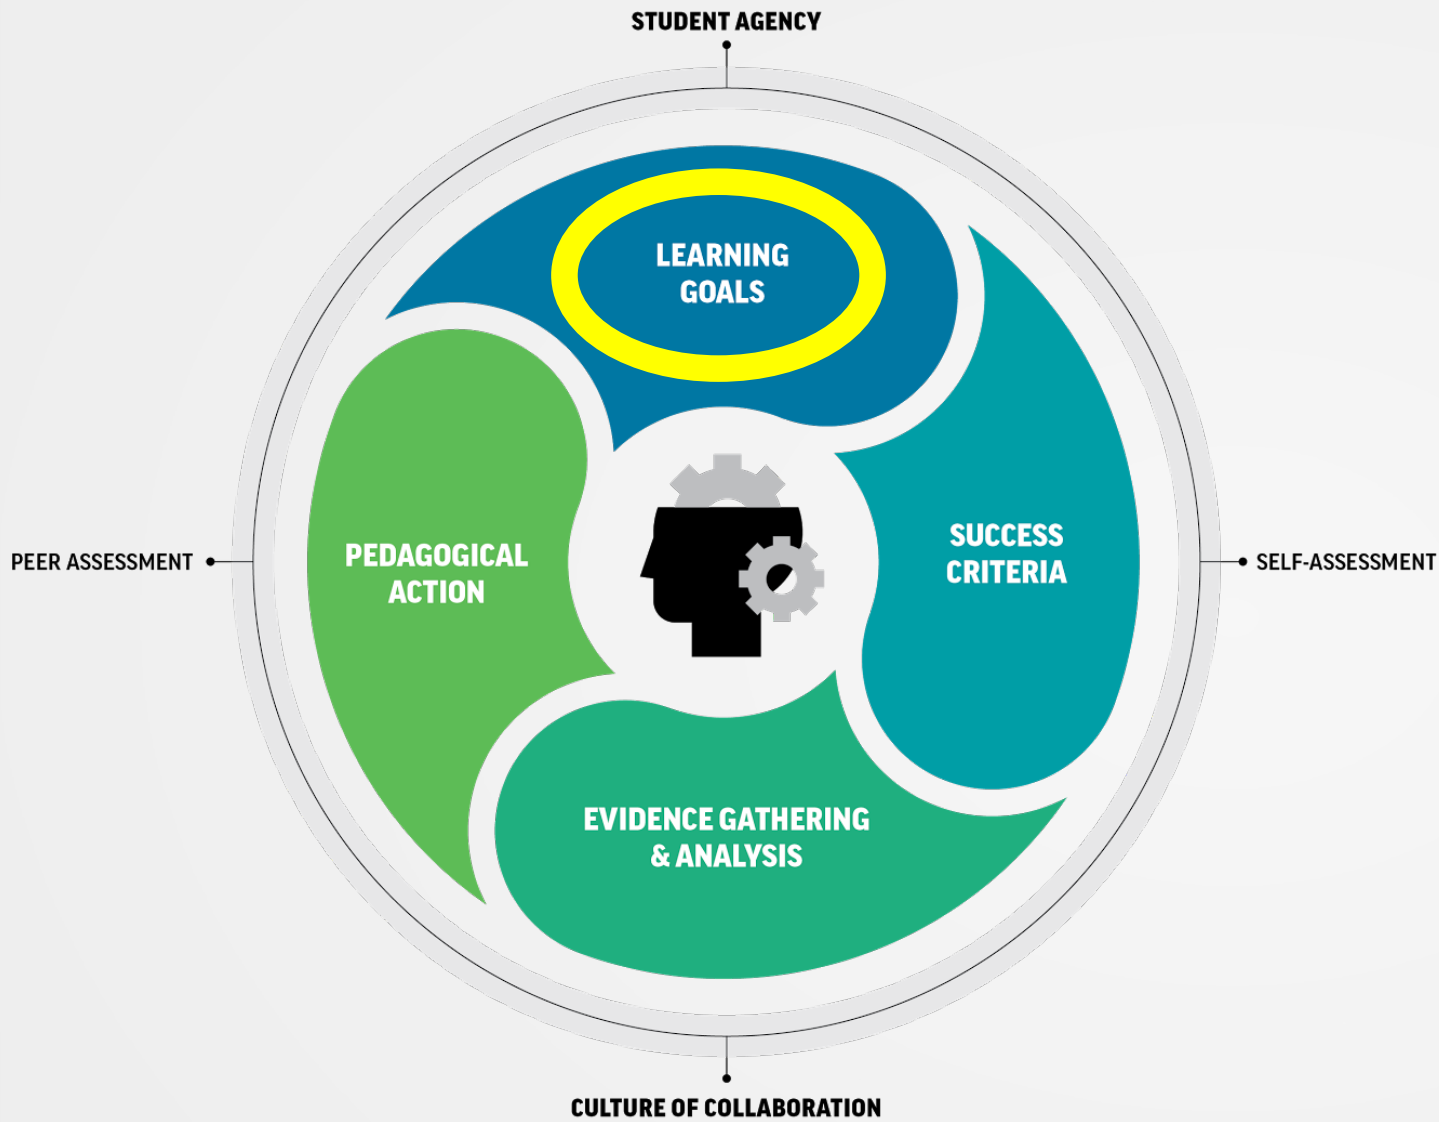 STUDENT AGENCY
LEARNING
GOALS
SUCCESS
CRITERIA
PEDAGOGICAL
ACTION
PEER ASSESSMENT
SELF-ASSESSMENT
EVIDENCE GATHERING
& ANALYSIS
CULTURE OF COLLABORATION